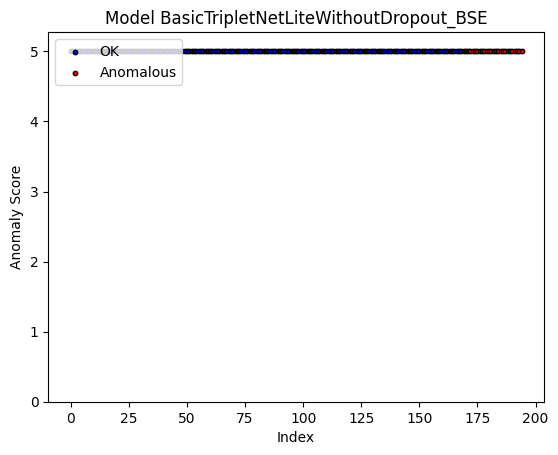 Model BasicTripletNetLiteWithoutDropout_BSE
OK
Anomalous
Anomaly Score
5
4
3
2
1
0
0 25 50 75 100 125 150 175 200
Index